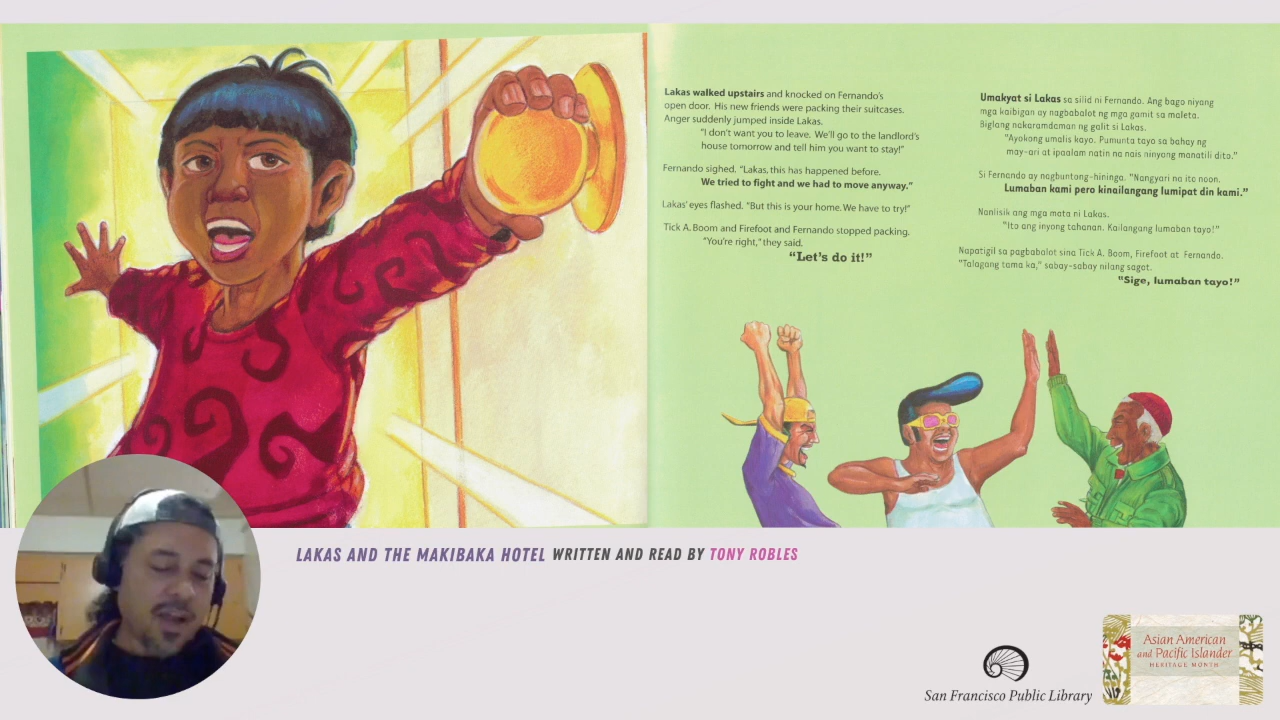 Lakas walked upstairs and knocked on Fernando's
open door. His new friends were packing their suitcases.
Anger suddenly jumped inside Lakas.
"I don't want you to leave. We'll go to the landlord's
house tomorrow and tell him you want to stay!"
Fernando sighed. "Lakas, this has happened before.
We tried to fight and we had to move anyway."
Lakas' eyes flashed. "But this is your home. We have to try!"
Tick A. Boom and Firefoot and Fernando stopped packing.
"You're right," they said.
"Let's do it!"
Umakyat si Lakas sa silid ni Fernando. Ang bago niyang
mga kaibigan ay nagbabalot ng mga gamit sa maleta.
Biglang nakaramdaman ng galit si Lakas.
"Ayokong umalis kayo. Pumunta tayo sa bahay ng
may-ari at ipaalam natin na nais ninyong manatili dito."
Si Fernando ay nagbuntong-hininga. "Nangyari na ito noon.
Lumaban kami pero kinailangang lumipat din kami."
Nanlisik ang mga mata ni Lakas.
"Ito ang inyong tahanan. Kailangang lumaban tayo!"
Napatigil sa pagbabalot sina Tick A. Boom, Firefoot at Fernando.
"Talagang tama ka," sabay-sabay nilang sagot.
"Sige, lumaban tayo!"
LAKAS AND THE MAKIBAKA HOTEL WRITTEN AND READ BY TONY ROBLES
San Francisco Public Library
Asian American
and Pacific Islander
HERITAGE MONTH